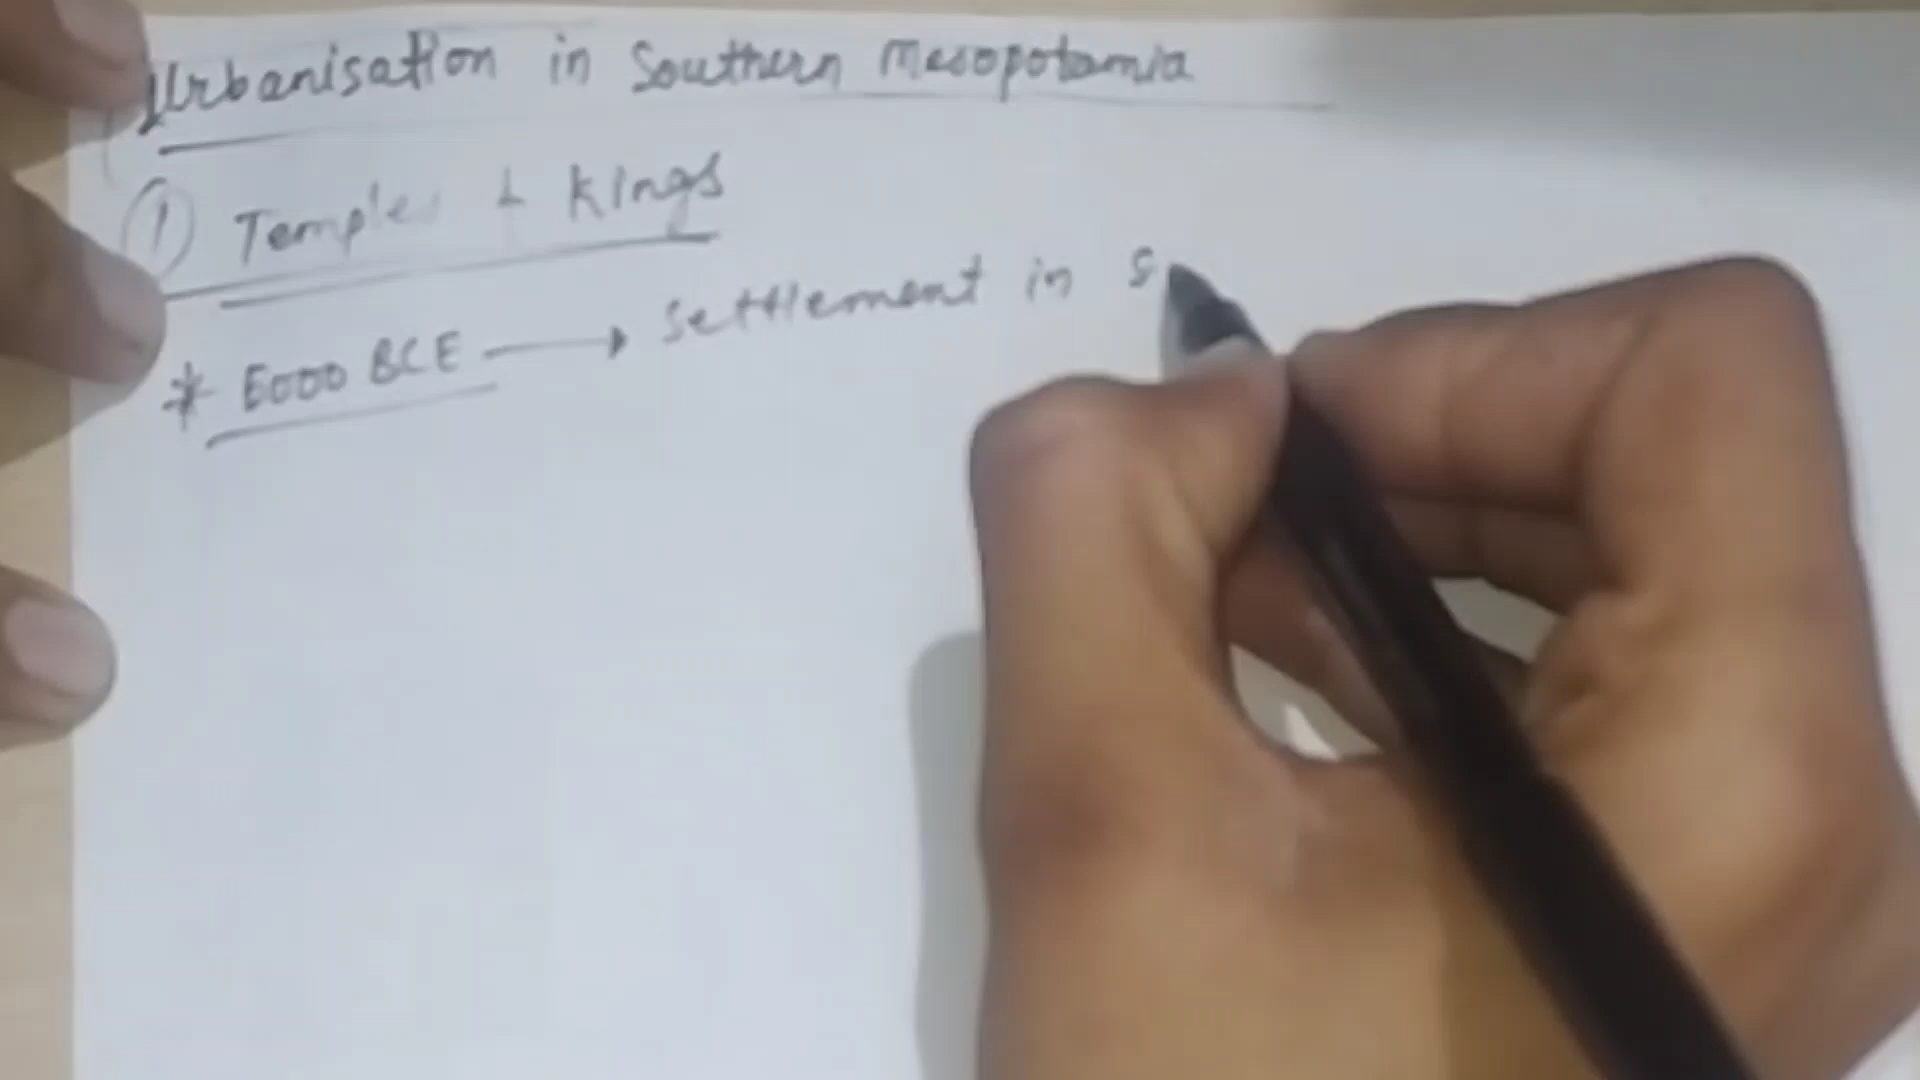 Urbanisation in Southern Mesopotamia
① Temples & Kings
* 5000 BCE → Settlement in S